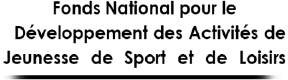 Fonds National pour le
Développement des Activités de
Jeunesse de Sport et de Loisirs